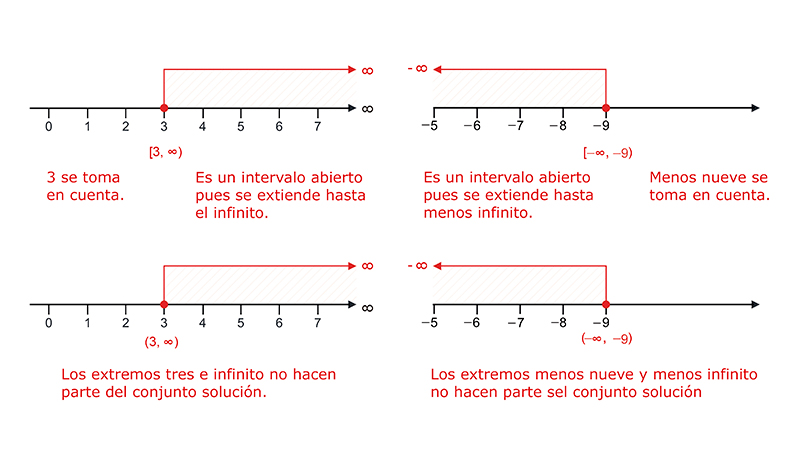 ∞
∞
0 1 2 3 4 5 6 7
[3, ∞)
3 se toma
en cuenta.
Es un intervalo abierto
pues se extiende hasta
el infinito.
- ∞
−5 −6 −7 −8 −9
[−∞, −9)
Es un intervalo abierto
pues se extiende hasta
menos infinito.
Menos nueve se
toma en cuenta.
∞
∞
0 1 2 3 4 5 6 7
(3, ∞)
Los extremos tres e infinito no hacen
parte del conjunto solución.
- ∞
−5 −6 −7 −8 −9
(−∞, −9)
Los extremos menos nueve y menos infinito
no hacen parte sel conjunto solución